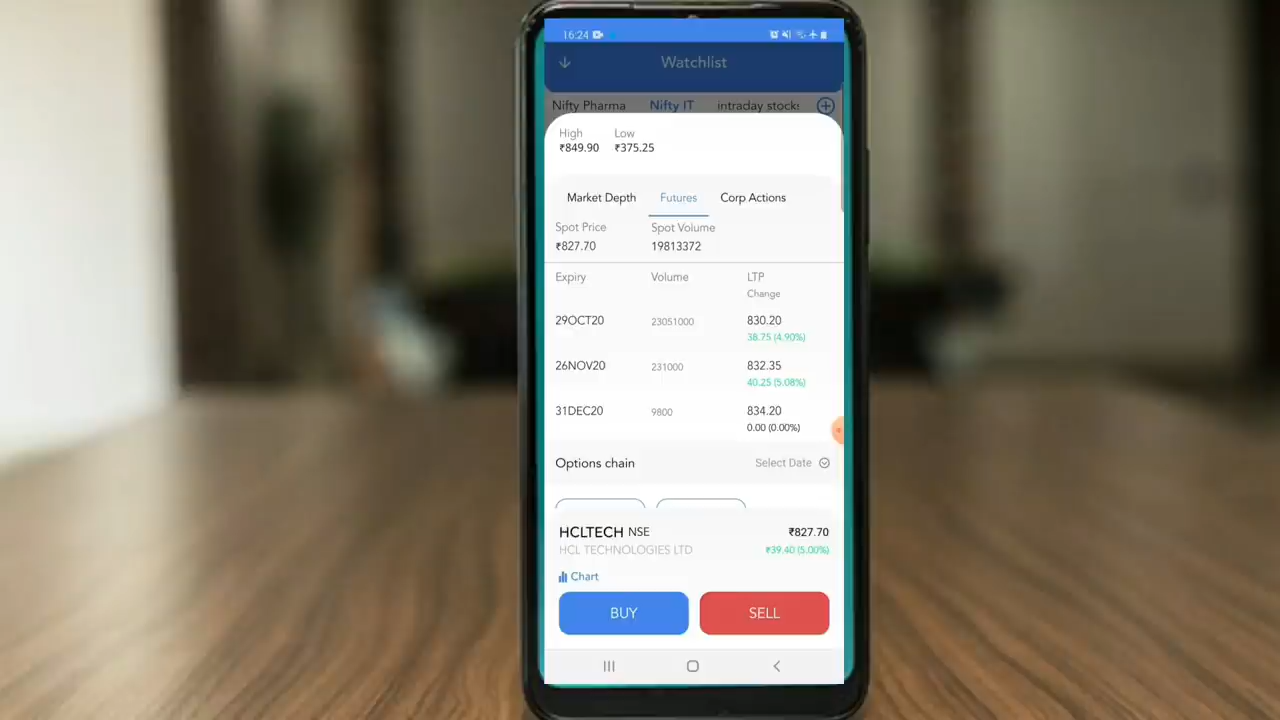 16:24
Watchlist
Nifty Pharma Nifty IT intraday stocks
High Low
₹849.90 ₹375.25
Market Depth Futures Corp Actions
Spot Price Spot Volume
₹827.70 19813372
Expiry Volume LTP
Change
29OCT20 23051000 830.20
38.75 (4.90%)
26NOV20 231000 832.35
40.25 (5.08%)
31DEC20 9800 834.20
0.00 (0.00%)
Options chain Select Date
HCLTECH NSE ₹827.70
HCL TECHNOLOGIES LTD ₹39.40 (5.00%)
Chart
BUY SELL